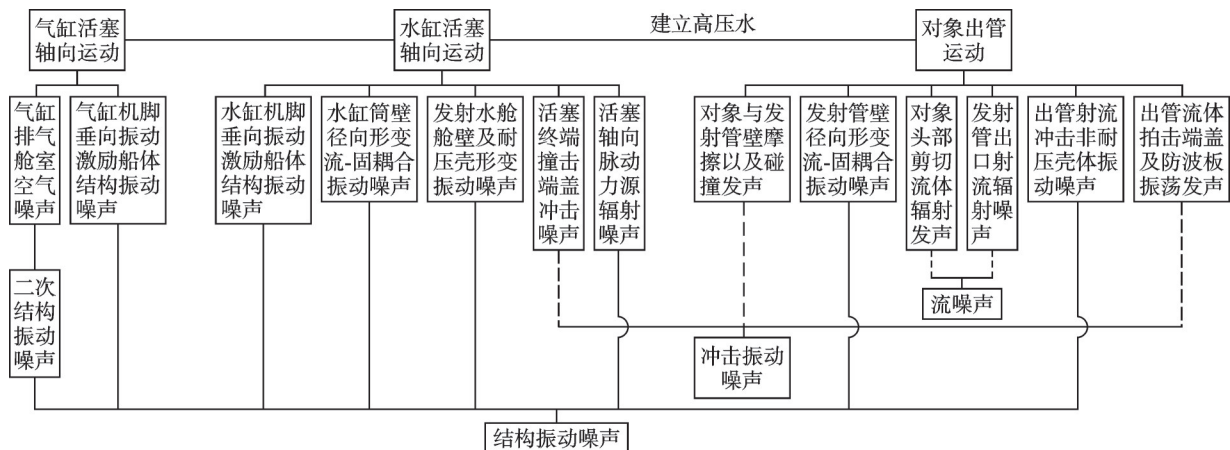 气缸活塞
轴向运动
水缸活塞
轴向运动
建立高压水
对象出管
运动
气缸
排气
舱室
空气
噪声
气缸机脚
垂向振动
激励船体
结构振动
噪声
水缸机脚
垂向振动
激励船体
结构振动
噪声
水缸筒壁
径向形变
流-固耦合
振动噪声
发射水舱
舱壁及耐
压壳形变
振动噪声
活塞
终端
撞击
端盖
冲击
噪声
活塞
轴向
脉动
力源
辐射
噪声
对象与发
射管壁摩
擦以及碰
撞发声
发射管壁
径向形变
流-固耦合
振动噪声
对象
头部
剪切
流体
辐射
发声
发射
管出
口射
流辐
射噪
声
出管射流
冲击非耐
压壳体振
动噪声
出管流体
拍击端盖
及防波板
振荡发声
二次
结构
振动
噪声
流噪声
冲击振动
噪声
结构振动噪声